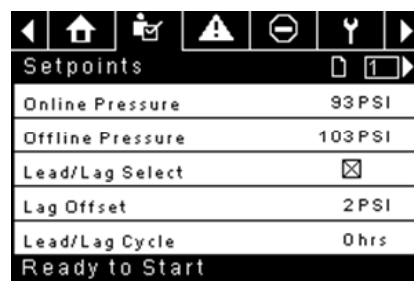 Setpoints 1
Online Pressure 93PSI
Offline Pressure 103PSI
Lead/Lag Select
Lag Offset 2PSI
Lead/Lag Cycle 0hrs
Ready to Start